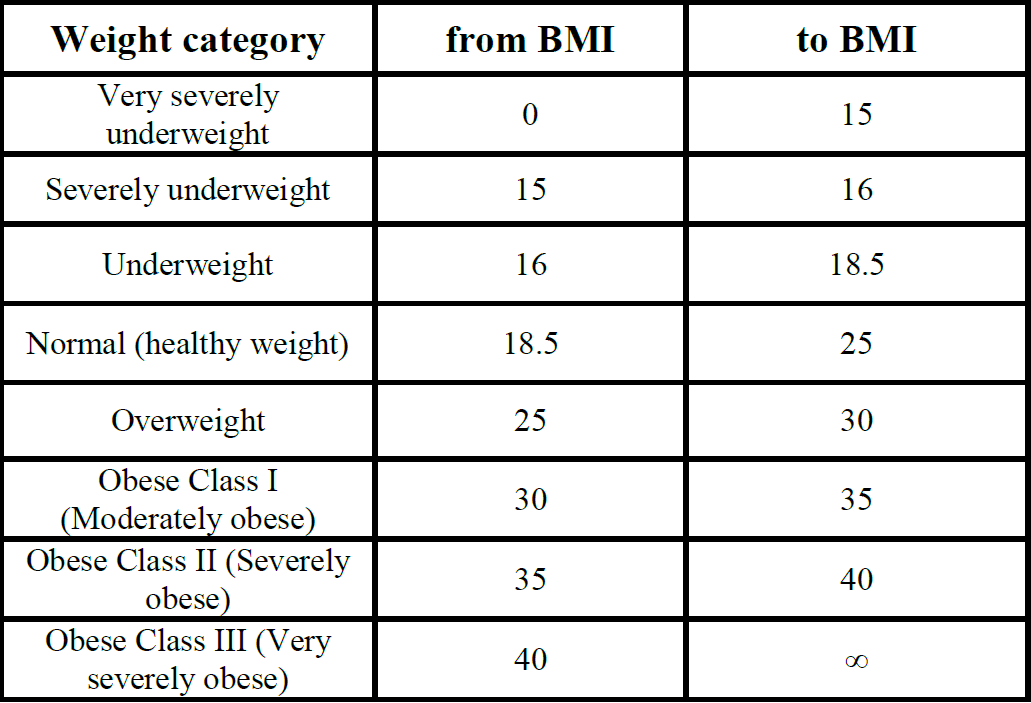 Weight category from BMI to BMI
Very severely
underweight 0 15
Severely underweight 15 16
Underweight 16 18.5
Normal (healthy weight) 18.5 25
Overweight 25 30
Obese Class I
(Moderately obese) 30 35
Obese Class II (Severely
obese) 35 40
Obese Class III (Very
severely obese) 40 ∞